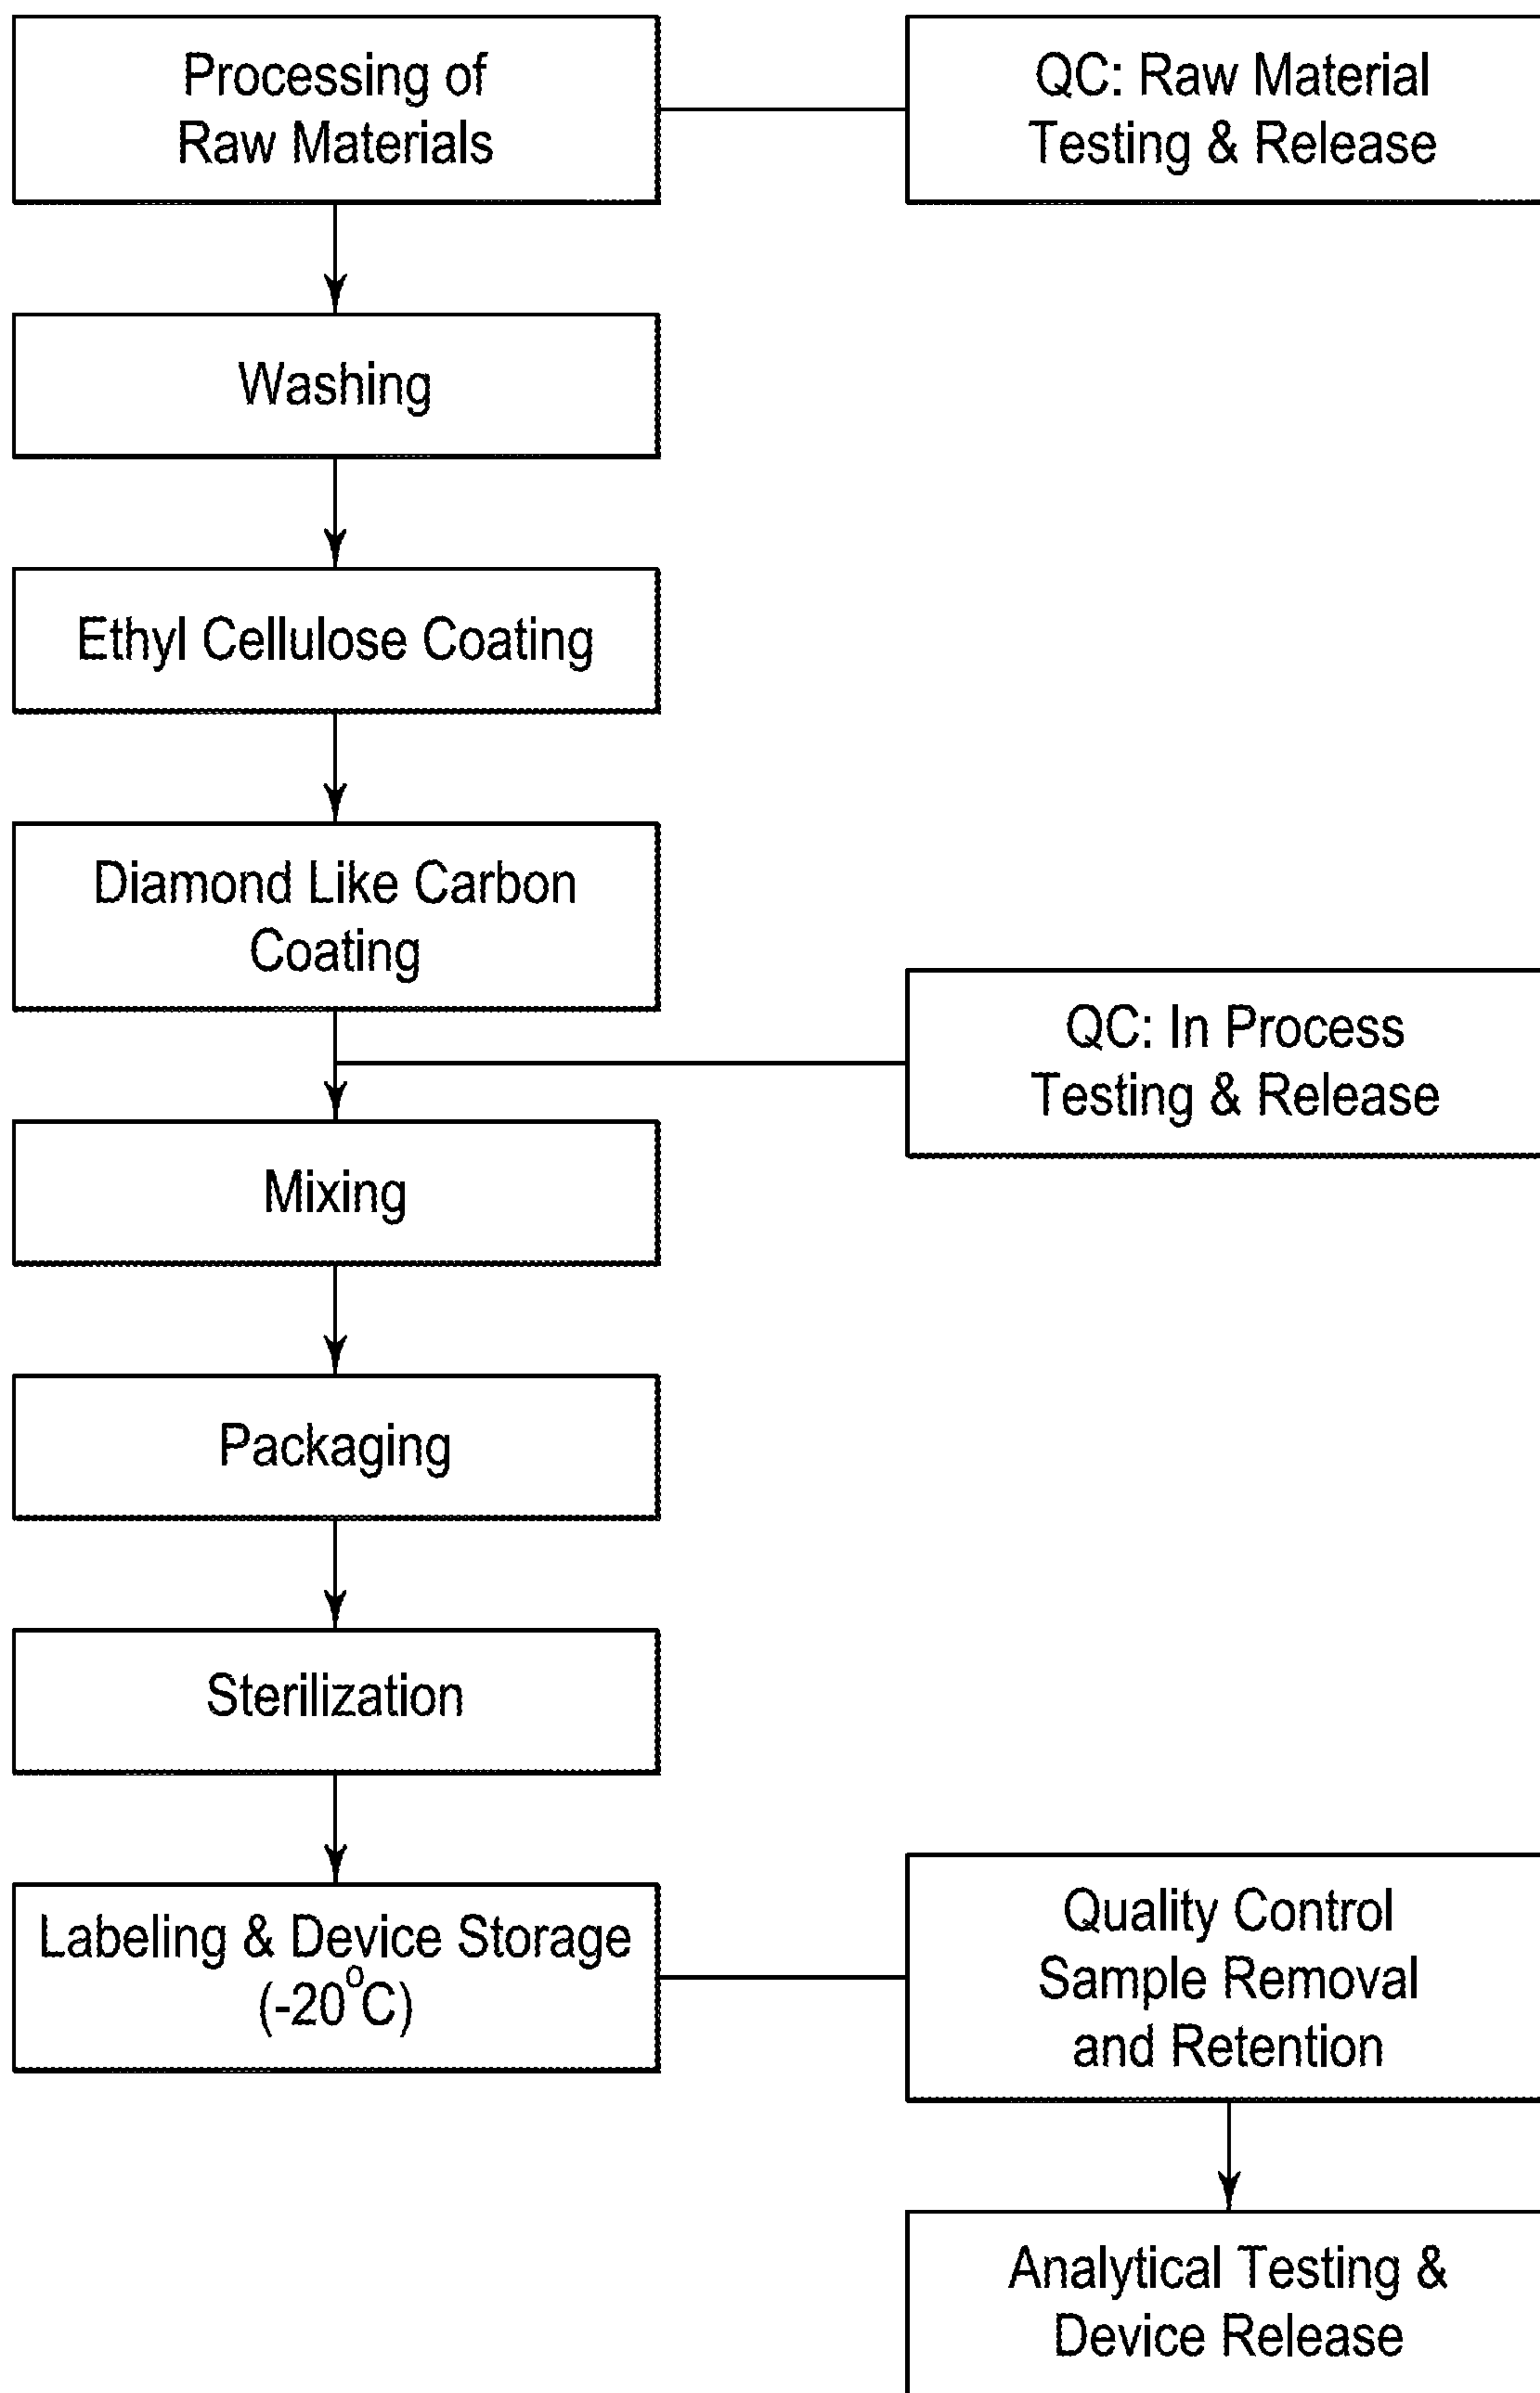 Processing of
Raw Materials
QC: Raw Material
Testing & Release
Washing
Ethyl Cellulose Coating
Diamond Like Carbon
Coating
QC: In Process
Testing & Release
Mixing
Packaging
Sterilization
Labeling & Device Storage
(-20°C)
Quality Control
Sample Removal
and Retention
Analytical Testing &
Device Release